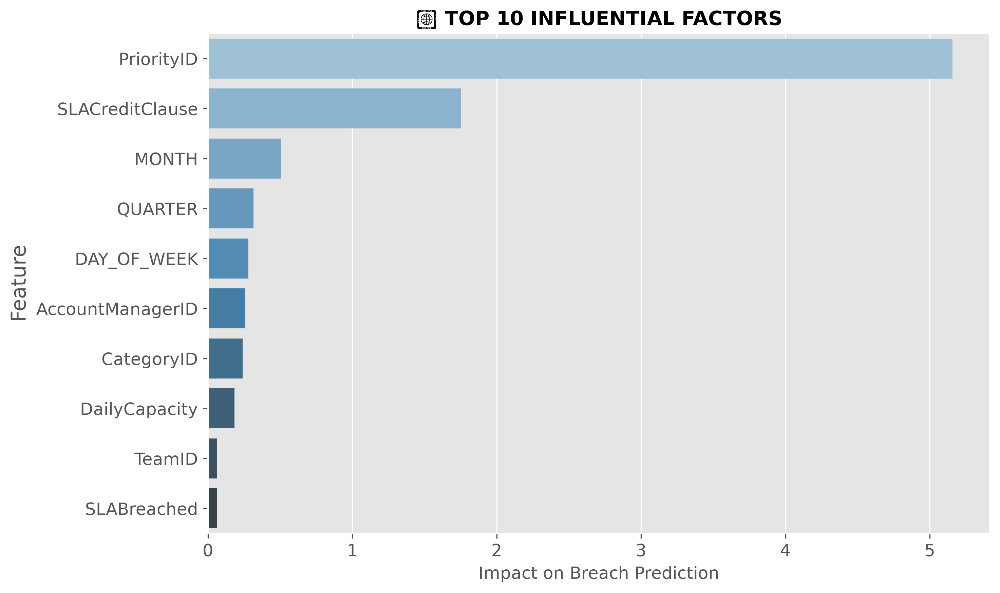 TOP 10 INFLUENTIAL FACTORS
Feature
PriorityID
SLACreditClause
MONTH
QUARTER
DAY_OF_WEEK
AccountManagerID
CategoryID
DailyCapacity
TeamID
SLABreached
0 1 2 3 4 5
Impact on Breach Prediction